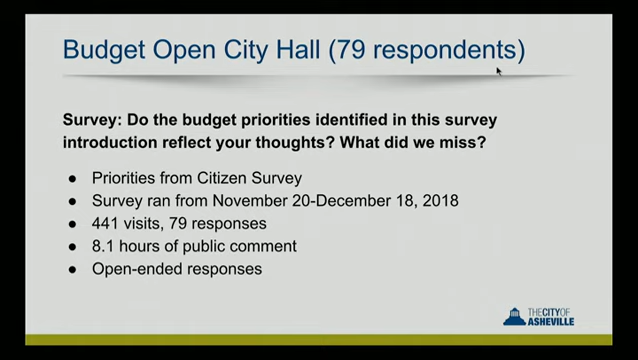 Budget Open City Hall (79 respondents)
Survey: Do the budget priorities identified in this survey
introduction reflect your thoughts? What did we miss?
● Priorities from Citizen Survey
● Survey ran from November 20-December 18, 2018
● 441 visits, 79 responses
● 8.1 hours of public comment
● Open-ended responses
THE CITY OF
ASHEVILLE